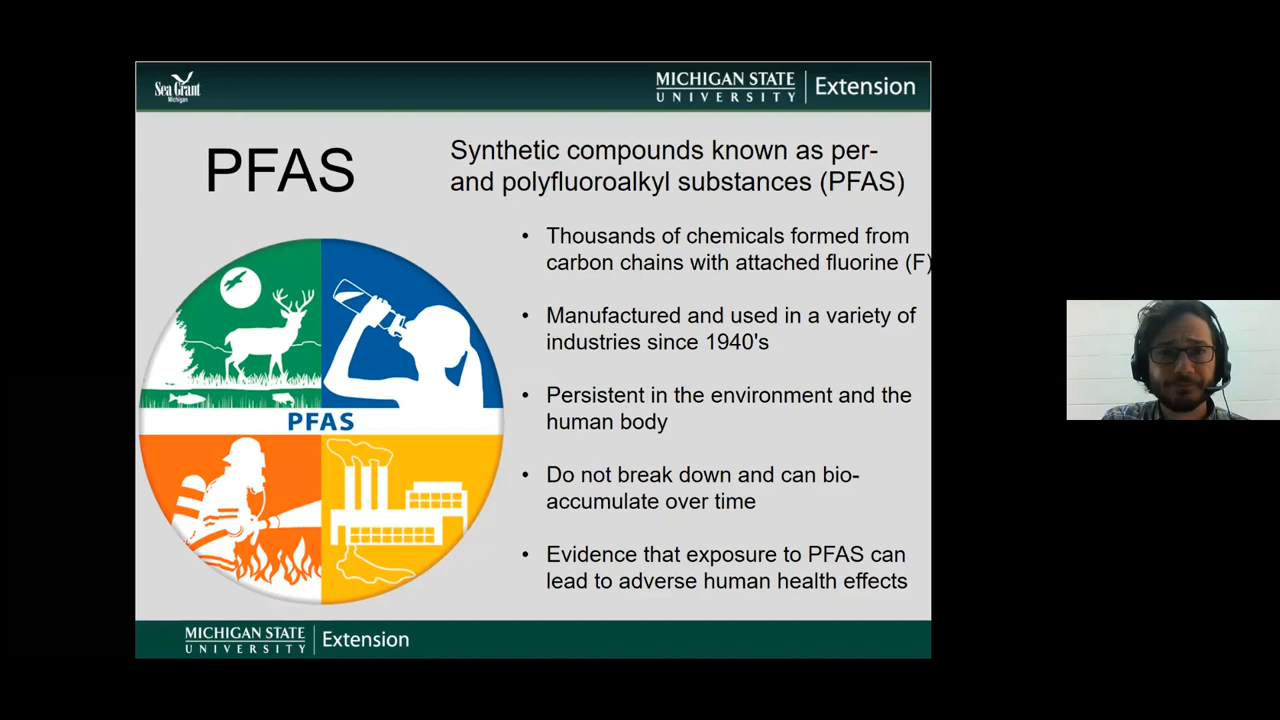 Sea Grant
Michigan
MICHIGAN STATE
UNIVERSITY
Extension
PFAS
Synthetic compounds known as per-
and polyfluoroalkyl substances (PFAS)
• Thousands of chemicals formed from
carbon chains with attached fluorine (F)
• Manufactured and used in a variety of
industries since 1940's
• Persistent in the environment and the
human body
• Do not break down and can bio-
accumulate over time
• Evidence that exposure to PFAS can
lead to adverse human health effects
PFAS
MICHIGAN STATE
UNIVERSITY
Extension